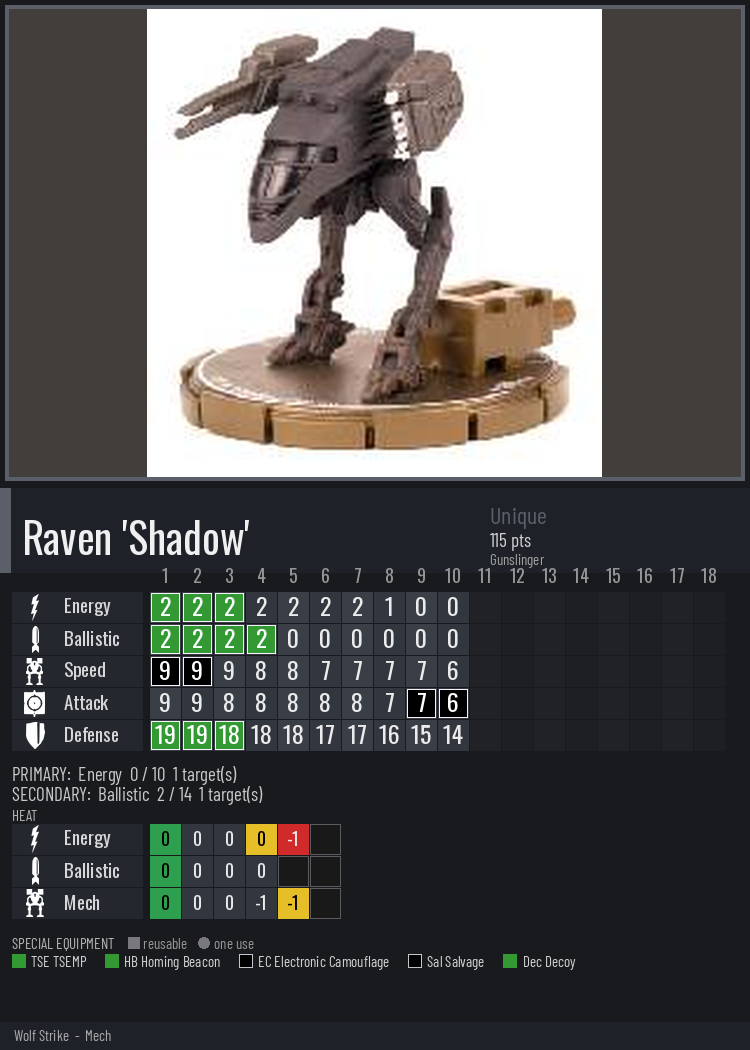 Raven 'Shadow'
Unique
115 pts
Gunslinger
1 2 3 4 5 6 7 8 9 10 11 12 13 14 15 16 17 18
Energy 2 2 2 2 2 2 2 1 0 0
Ballistic 2 2 2 2 0 0 0 0 0 0
Speed 9 9 9 8 8 7 7 7 7 6
Attack 9 9 8 8 8 8 8 7 7 6
Defense 19 19 18 18 18 17 17 16 15 14
PRIMARY: Energy 0 / 10 1 target(s)
SECONDARY: Ballistic 2 / 14 1 target(s)
HEAT
Energy 0 0 0 0 -1
Ballistic 0 0 0 0
Mech 0 0 0 -1 -1
SPECIAL EQUIPMENT reusable one use
TSE TSEMP HB Homing Beacon EC Electronic Camouflage Sal Salvage Dec Decoy
Wolf Strike - Mech